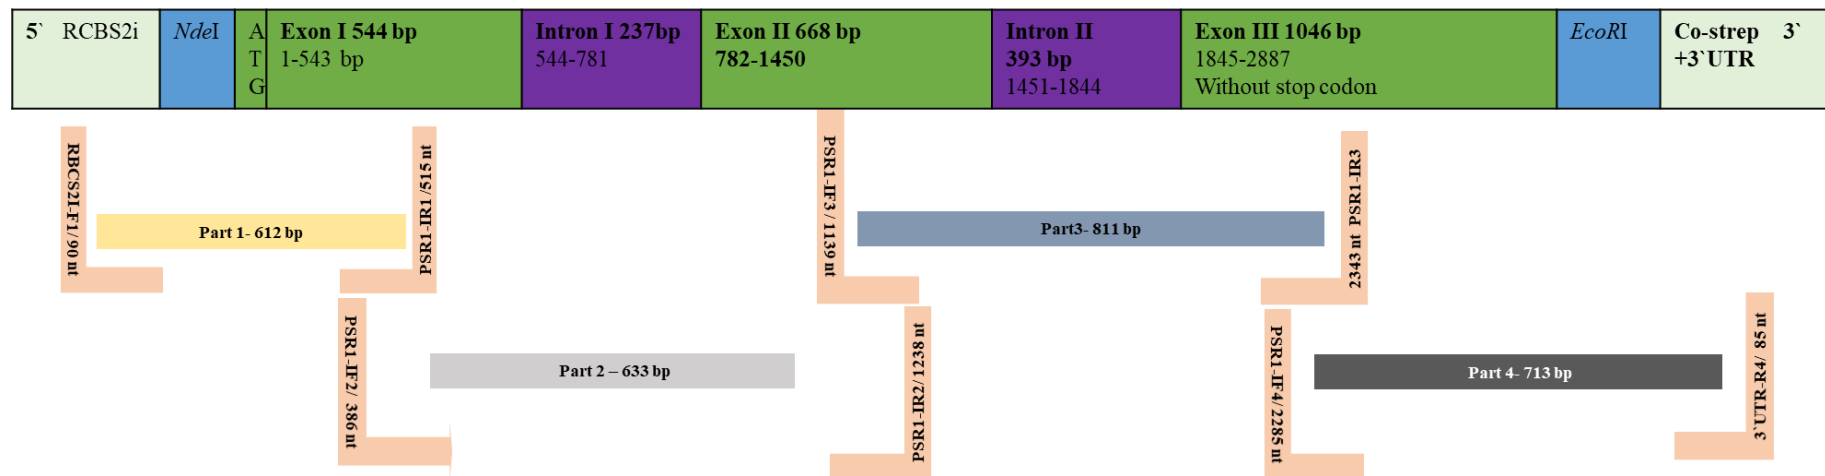 5` RCBS2i
NdeI
A
T
G
Exon I 544 bp
1-543 bp
Intron I 237bp
544-781
Exon II 668 bp
782-1450
Intron II
393 bp
1451-1844
Exon III 1046 bp
1845-2887
Without stop codon
EcoRI
Co-strep 3`
+3`UTR
RBCS2I-F1/90 nt
Part 1- 612 bp
PSR1-IR1 /515 nt
PSR1-IF3 / 1139 nt
Part3- 811 bp
2343 nt PSR1-IR3
PSR1-IF2/ 386 nt
Part 2 – 633 bp
PSR1-IR2/ 1238 nt
PSR1-IF4/2285 nt
Part 4- 713 bp
3`UTR-R4/ 85 nt